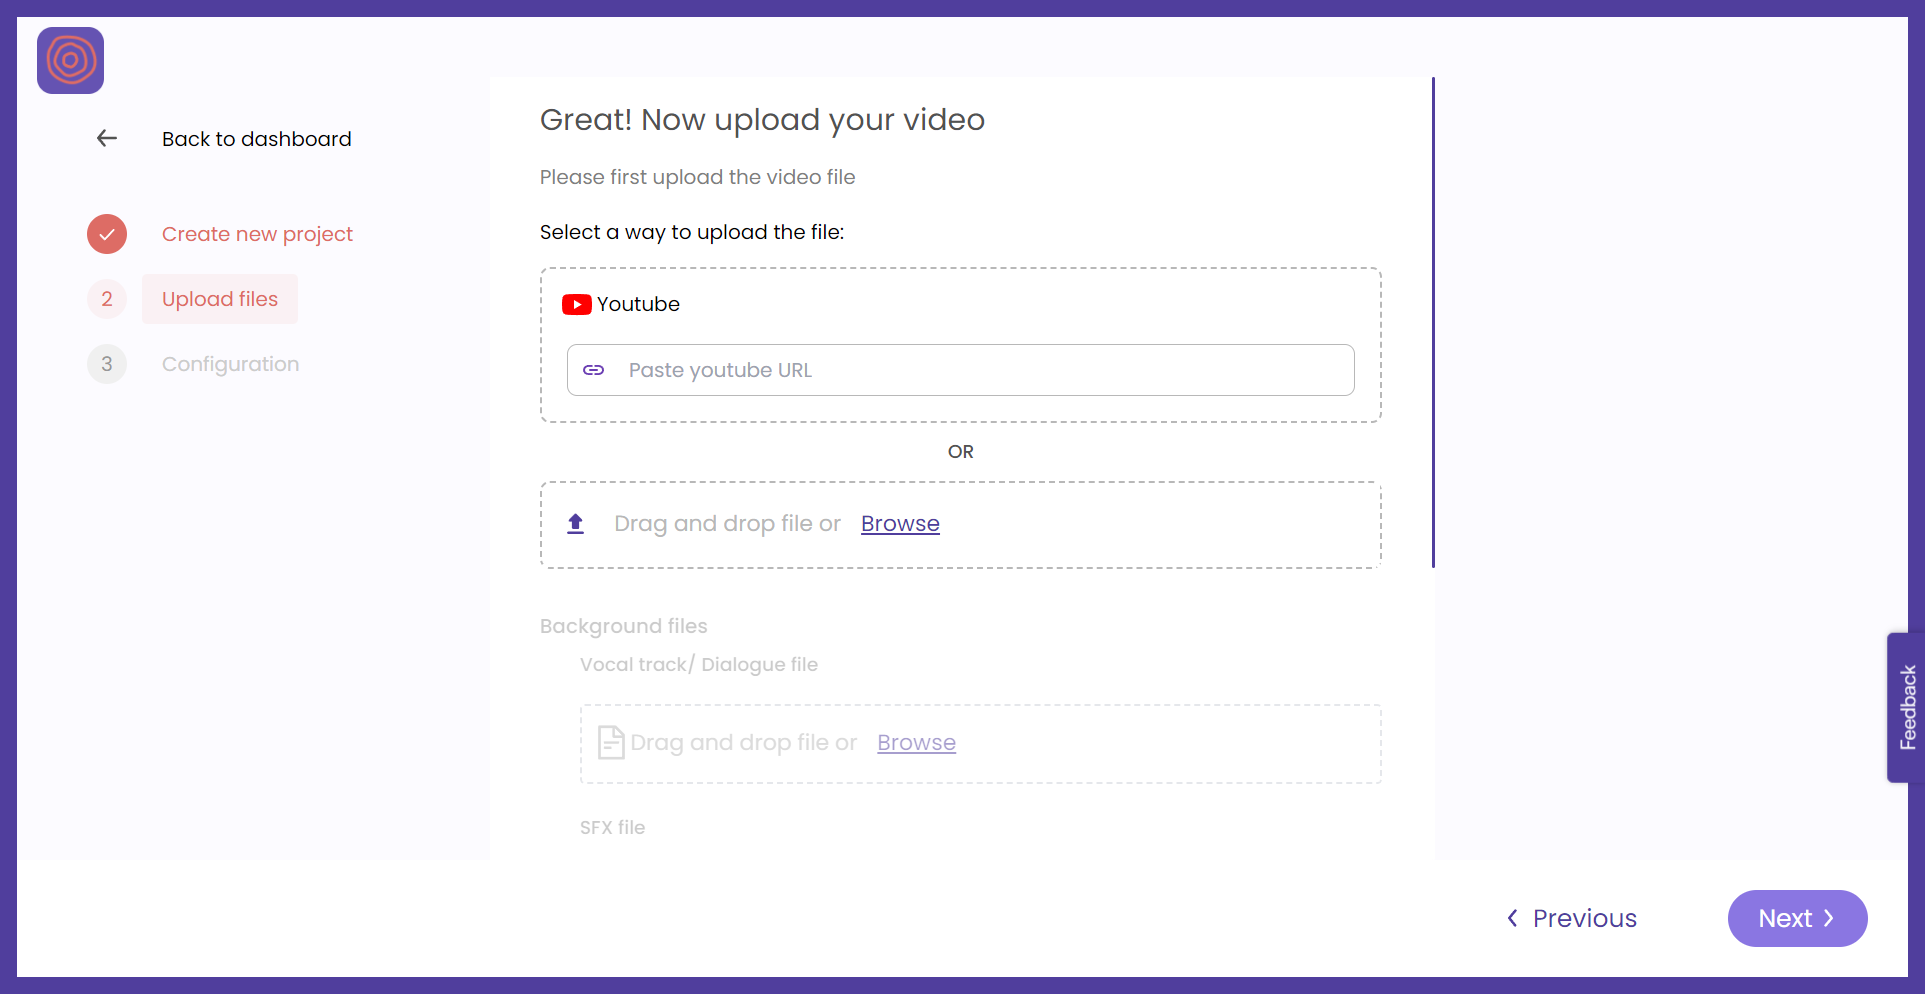 Back to dashboard
Create new project
2 Upload files
3 Configuration
Great! Now upload your video
Please first upload the video file
Select a way to upload the file:
Youtube
Paste youtube URL
OR
Drag and drop file or Browse
Background files
Vocal track/ Dialogue file
Drag and drop file or Browse
SFX file
Feedback
Previous
Next